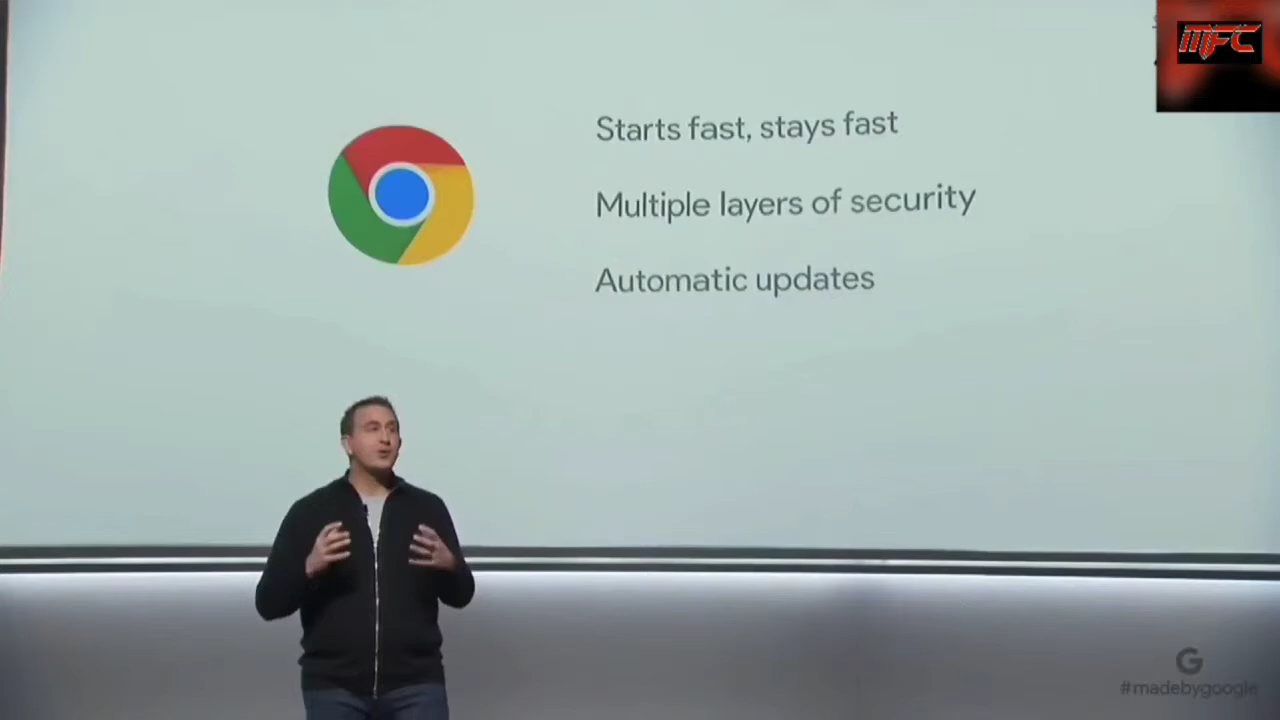 MFC
Starts fast, stays fast
Multiple layers of security
Automatic updates
G
#madebygoogle